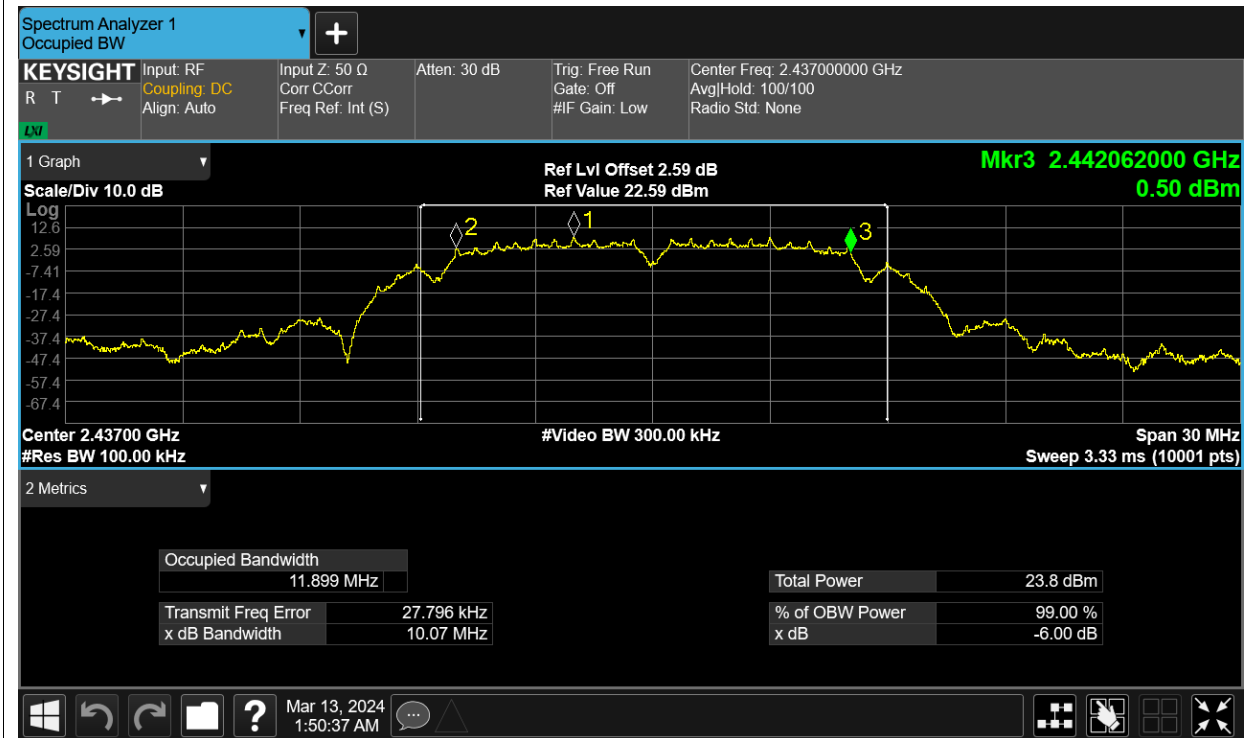 Spectrum Analyzer 1
Occupied BW
KEYSIGHT
R T
LXI
Input: RF
Coupling: DC
Align: Auto
Input Z: 50 Ω
Corr CCorr
Freq Ref: Int (S)
Atten: 30 dB
Trig: Free Run
Gate: Off
#IF Gain: Low
Center Freq: 2.437000000 GHz
Avg|Hold: 100/100
Radio Std: None
1 Graph
Scale/Div 10.0 dB
Ref Lvl Offset 2.59 dB
Ref Value 22.59 dBm
Mkr3 2.442062000 GHz
0.50 dBm
Log
12.6
2.59
-7.41
-17.4
-27.4
-37.4
-47.4
-57.4
-67.4
2
1
3
Center 2.43700 GHz
#Res BW 100.00 kHz
#Video BW 300.00 kHz
Span 30 MHz
Sweep 3.33 ms (10001 pts)
2 Metrics
Occupied Bandwidth
11.899 MHz
Transmit Freq Error 27.796 kHz
x dB Bandwidth 10.07 MHz
Total Power 23.8 dBm
% of OBW Power 99.00 %
x dB -6.00 dB
?
Mar 13, 2024
1:50:37 AM